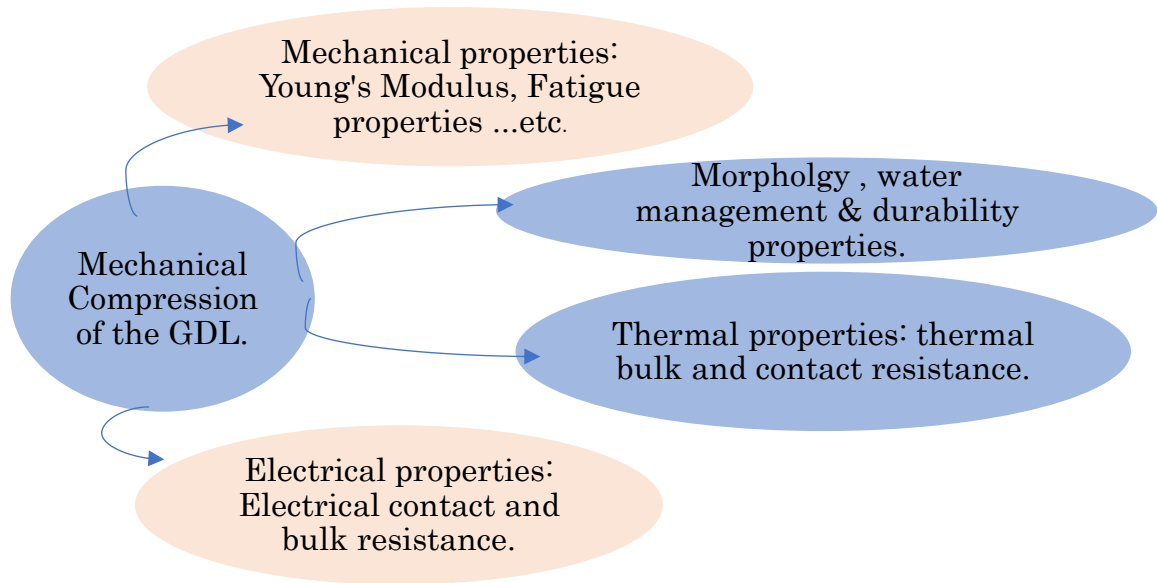 Mechanical properties:
Young's Modulus, Fatigue
properties ...etc.
Morpholgy , water
management & durability
properties.
Mechanical
Compression
of the GDL.
Thermal properties: thermal
bulk and contact resistance.
Electrical properties:
Electrical contact and
bulk resistance.